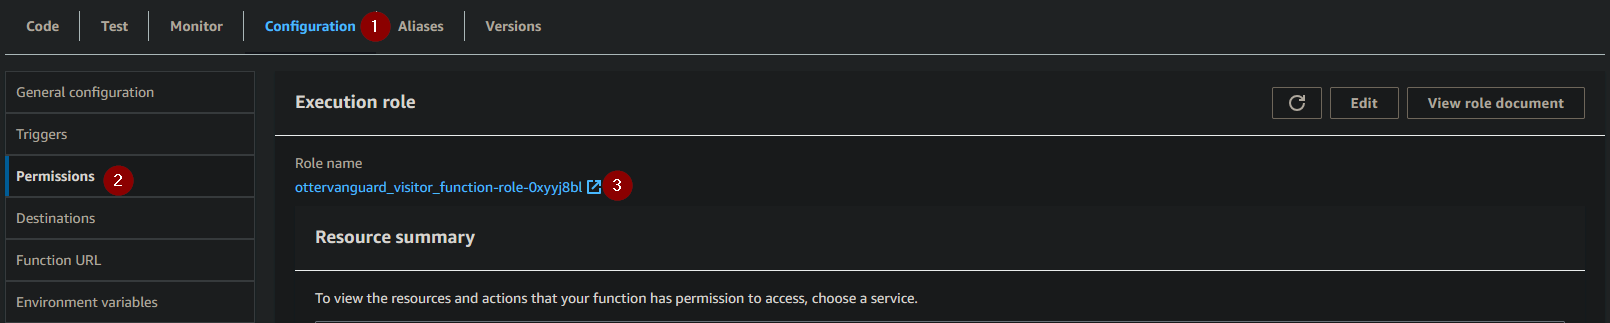 Code Test Monitor Configuration 1 Aliases Versions
General configuration
Triggers
Permissions 2
Destinations
Function URL
Environment variables
Execution role
Edit
View role document
Role name
ottervanguard_visitor_function-role-0xyyj8bl 3
Resource summary
To view the resources and actions that your function has permission to access, choose a service.